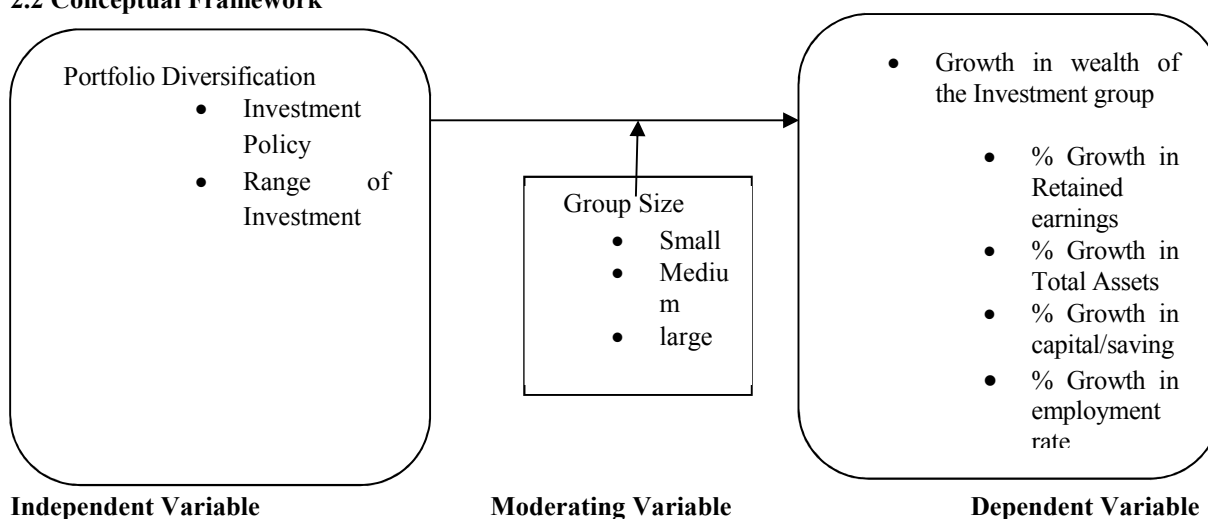 2.2 Conceptual Framework
Portfolio Diversification
• Investment
Policy
• Range of
Investment
Group Size
• Small
• Mediu
m
• large
• Growth in wealth of
the Investment group
• % Growth in
Retained
earnings
• % Growth in
Total Assets
• % Growth in
capital/saving
• % Growth in
employment
rate
Independent Variable
Moderating Variable
Dependent Variable